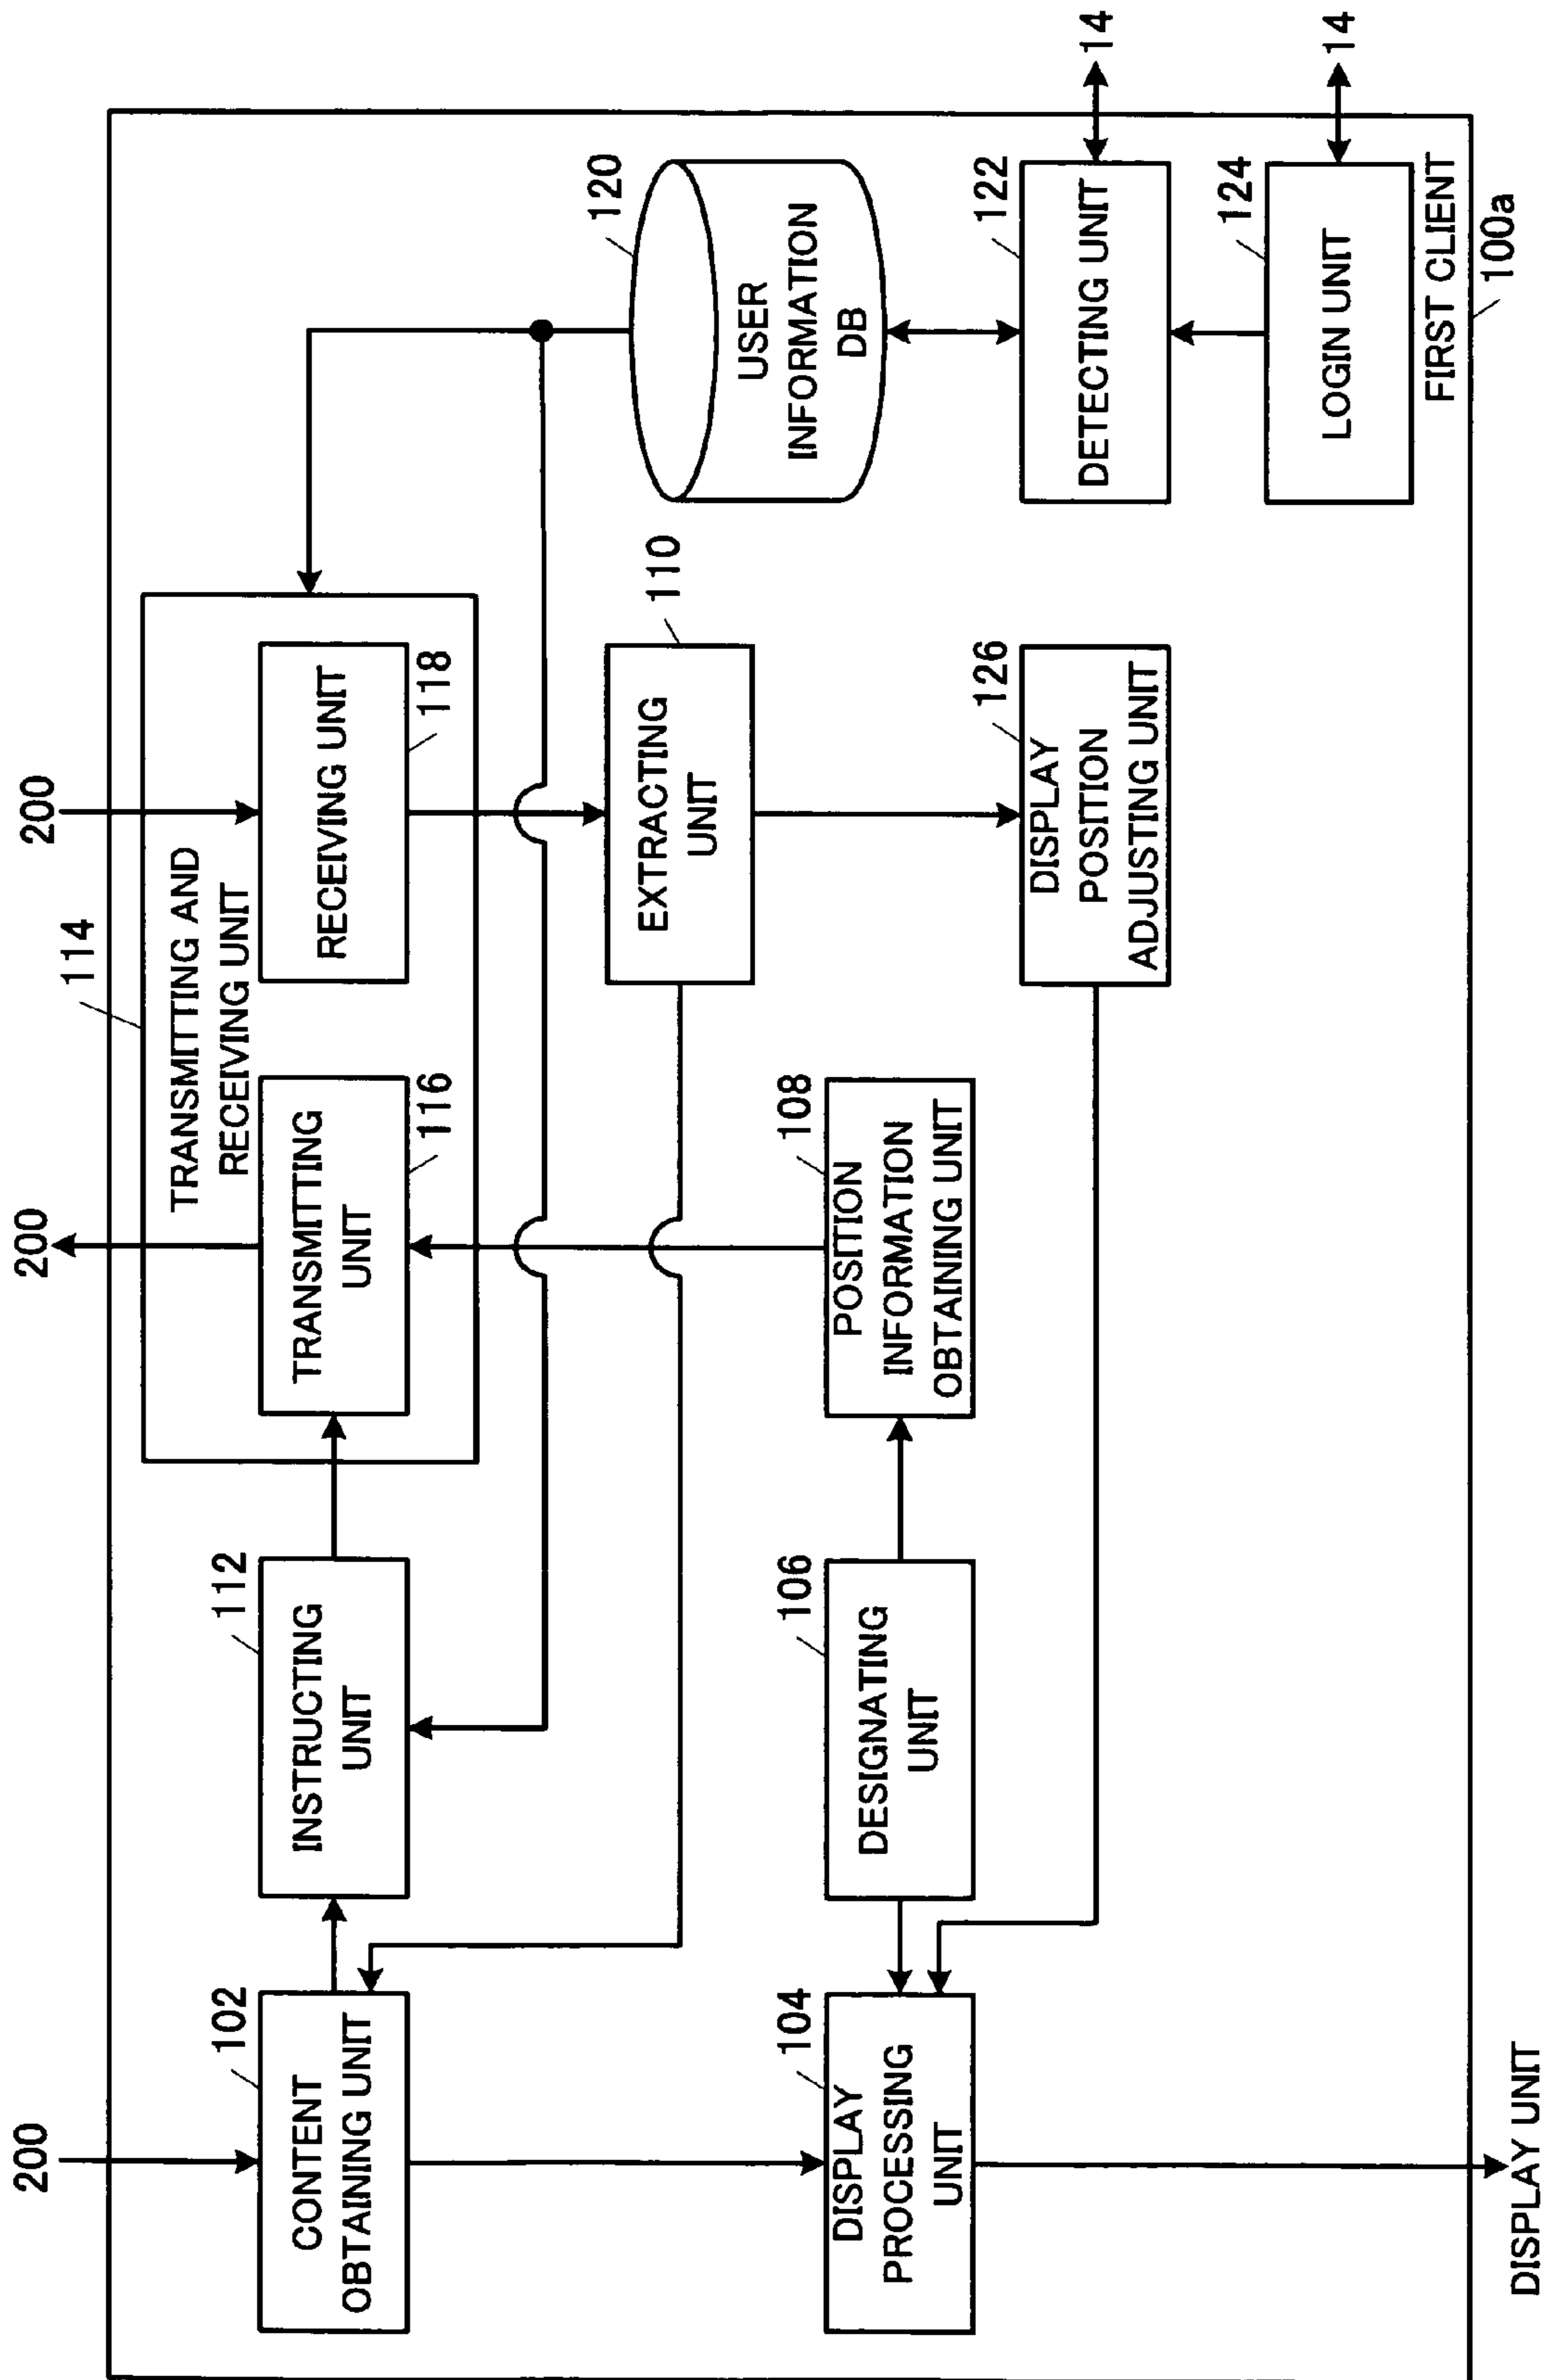 200
200
200
114
TRANSMITTING AND
RECEIVING UNIT
102
CONTENT
OBTAINING UNIT
112
INSTRUCTING
UNIT
TRANSMITTING
UNIT
116
RECEIVING UNIT
118
120
USER
INFORMATION
DB
110
EXTRACTING
UNIT
104
DISPLAY
PROCESSING
UNIT
106
DESIGNATING
UNIT
108
POSITION
INFORMATION
OBTAINING UNIT
126
DISPLAY
POSITION
ADJUSTING UNIT
122
DETECTING UNIT
14
124
LOGIN UNIT
14
FIRST CLIENT
100a
DISPLAY UNIT